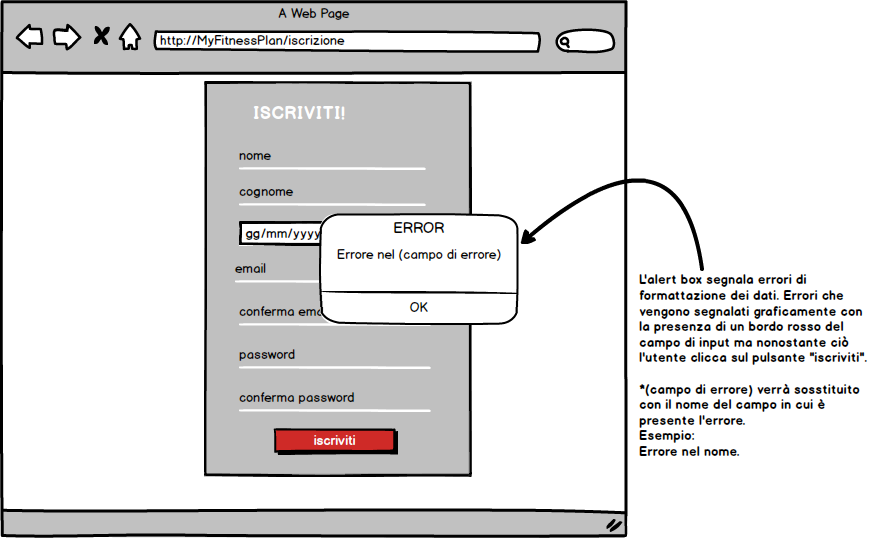 A Web Page
http://MyFitnessPlan/iscrizione
ISCRIVITI!
nome
cognome
gg/mm/yyyy
ERROR
Errore nel (campo di errore)
OK
email
conferma ema
password
conferma password
iscriviti
L'alert box segnala errori di
formattazione dei dati. Errori che
vengono segnalati graficamente con
la presenza di un bordo rosso del
campo di input ma nonostante ciò
l'utente clicca sul pulsante "iscriviti".
*(campo di errore) verrà sosstituito
con il nome del campo in cui è
presente l'errore.
Esempio:
Errore nel nome.